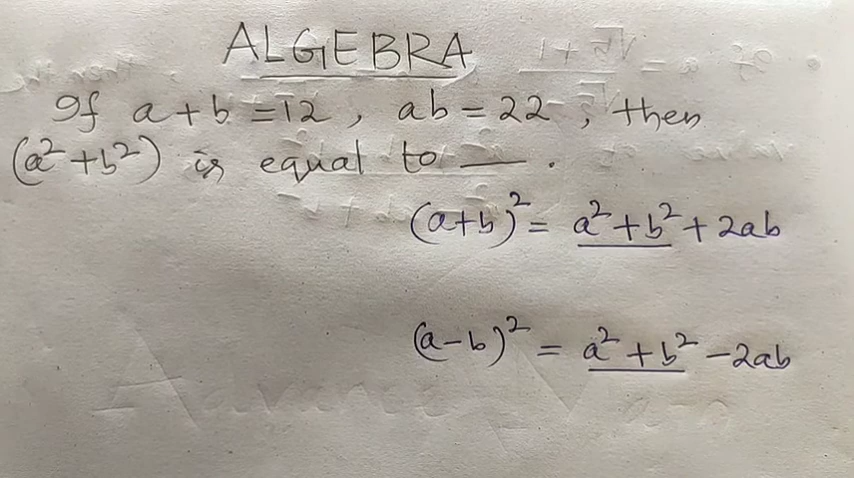 ALGEBRA
If a + b = 12, ab = 22, then
(a² + b²) is equal to ___ .
(a+b)² = a² + b² + 2ab
(a-b)² = a² + b² - 2ab